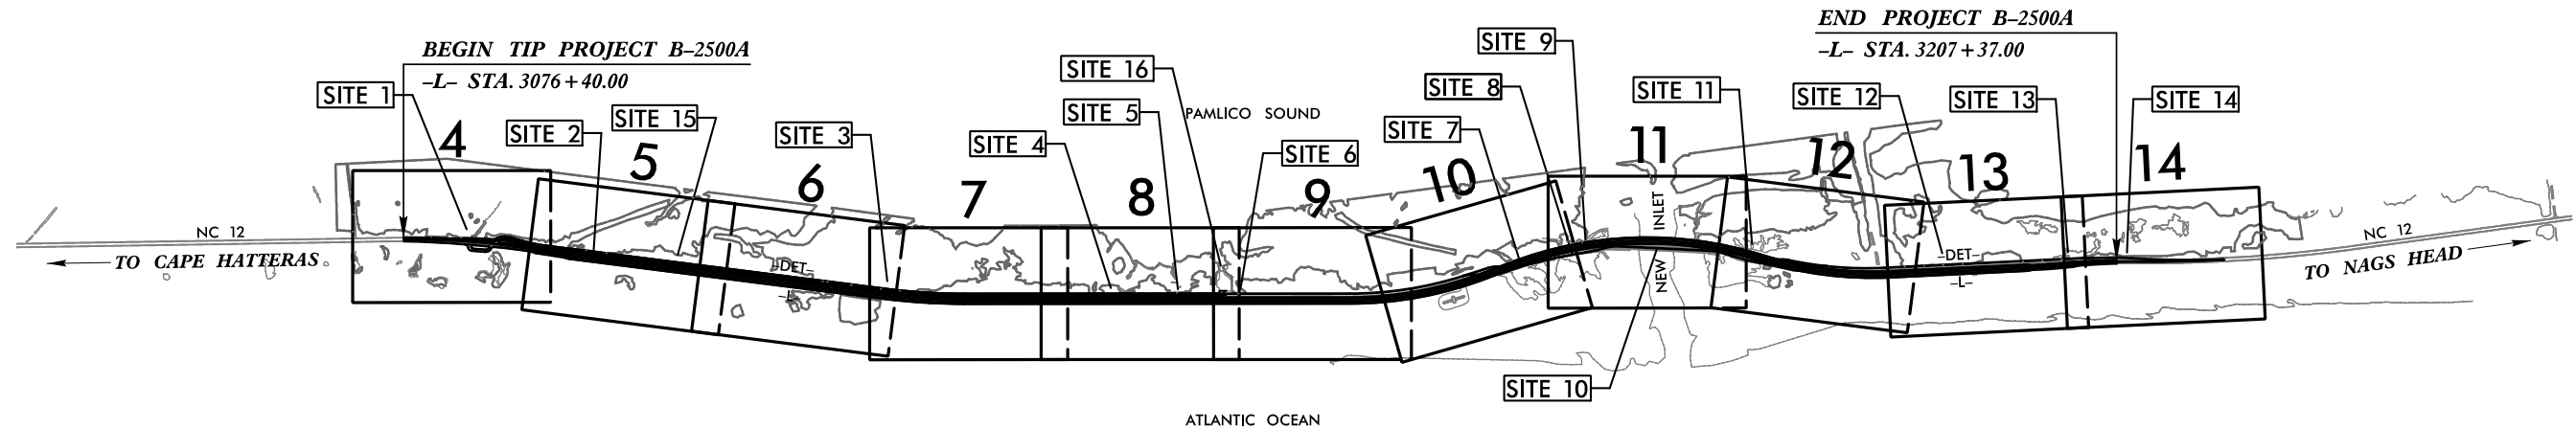 BEGIN TIP PROJECT B-2500A
-L- STA. 3076+40.00
END PROJECT B-2500A
-L- STA. 3207+37.00
SITE 1
SITE 2
SITE 15
SITE 3
SITE 4
SITE 16
SITE 5
PAMLICO SOUND
SITE 6
SITE 7
SITE 8
SITE 9
SITE 11
SITE 12
SITE 13
SITE 14
4
5
6
7
8
9
10
11
12
13
14
NC 12
TO CAPE HATTERAS
-DET-
-L-
NEW INLET
-DET-
-L-
NC 12
TO NAGS HEAD
SITE 10
ATLANTIC OCEAN